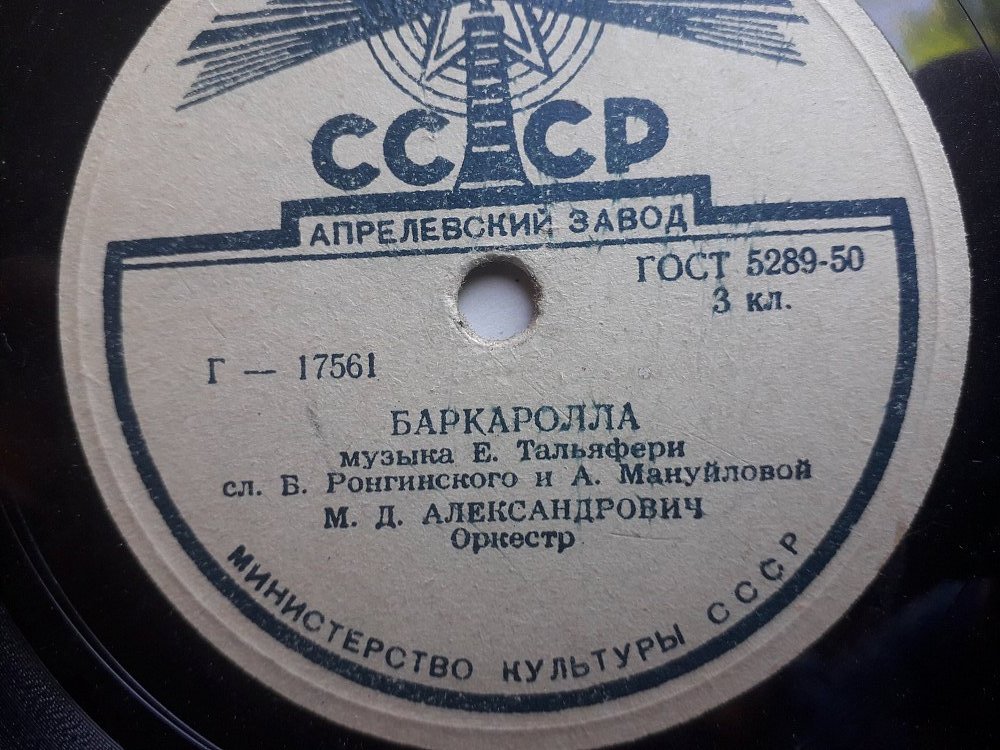 СССР
АПРЕЛЕВСКИЙ ЗАВОД
ГОСТ 5289-50
3 кл.
Г — 17561
БАРКАРОЛЛА
музыка Е. Тальяфери
сл. Б. Ронгинского и А. Мануйловой
М. Д. АЛЕКСАНДРОВИЧ
Оркестр
МИНИСТЕРСТВО КУЛЬТУРЫ СССР